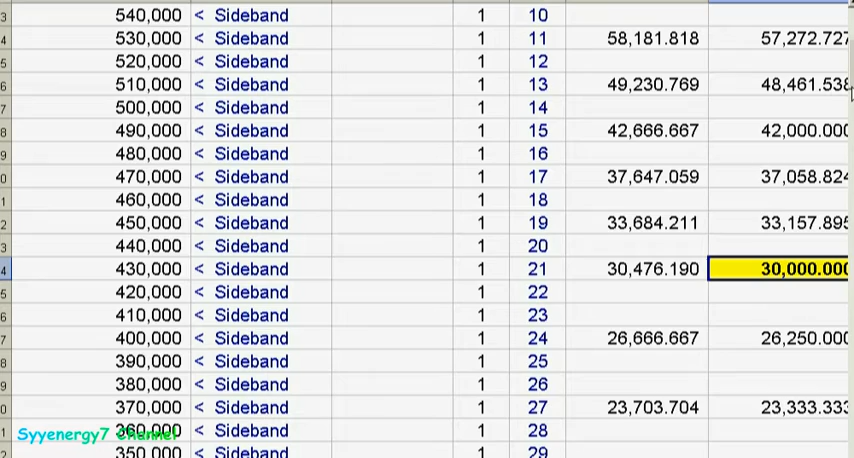 3 540,000 < Sideband 1 10
4 530,000 < Sideband 1 11 58,181.818 57,272.727
5 520,000 < Sideband 1 12
6 510,000 < Sideband 1 13 49,230.769 48,461.538
7 500,000 < Sideband 1 14
8 490,000 < Sideband 1 15 42,666.667 42,000.000
9 480,000 < Sideband 1 16
0 470,000 < Sideband 1 17 37,647.059 37,058.824
1 460,000 < Sideband 1 18
2 450,000 < Sideband 1 19 33,684.211 33,157.895
3 440,000 < Sideband 1 20
4 430,000 < Sideband 1 21 30,476.190 30,000.000
5 420,000 < Sideband 1 22
6 410,000 < Sideband 1 23
7 400,000 < Sideband 1 24 26,666.667 26,250.000
8 390,000 < Sideband 1 25
9 380,000 < Sideband 1 26
0 370,000 < Sideband 1 27 23,703.704 23,333.333
1 360,000 < Sideband 1 28
Syyenergy7 Channel
2 350,000 < Sideband 1 29